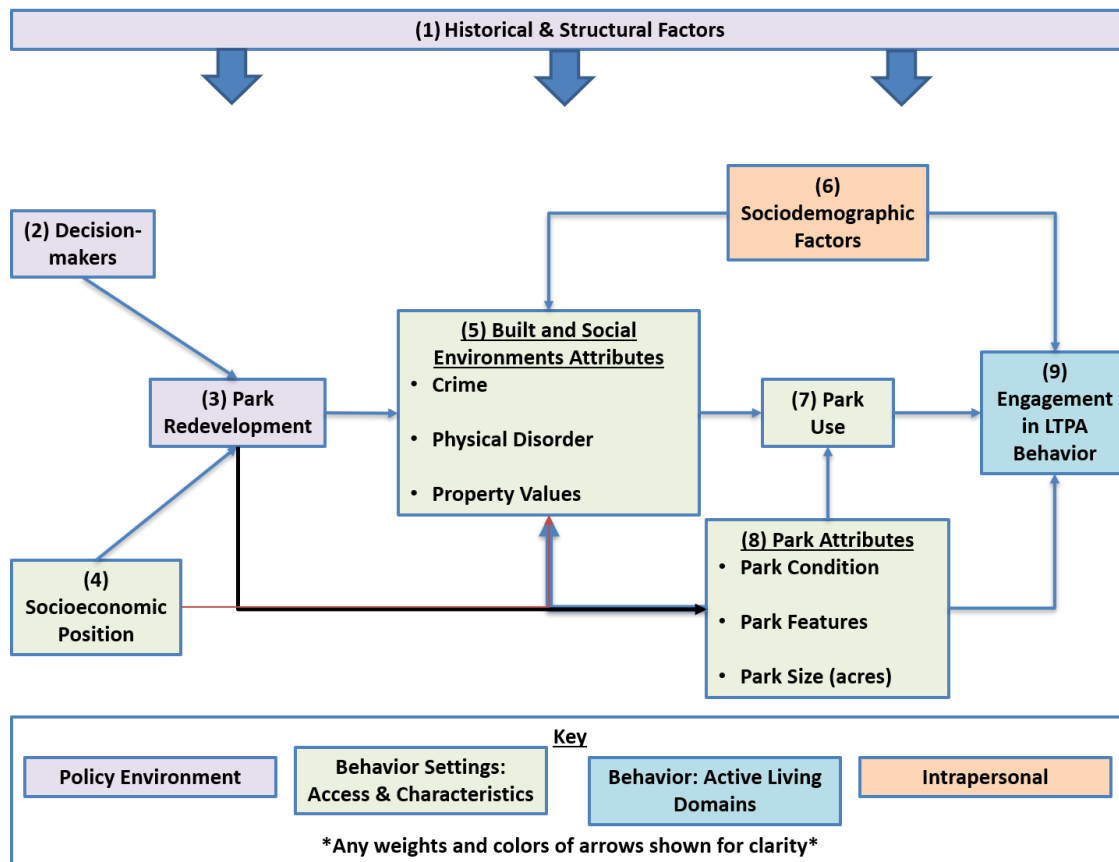 (1) Historical & Structural Factors
(2) Decision-
makers
(6)
Sociodemographic
Factors
(3) Park
Redevelopment
(5) Built and Social
Environments Attributes
• Crime
• Physical Disorder
• Property Values
(7) Park
Use
(9)
Engagement
in LTPA
Behavior
(4)
Socioeconomic
Position
(8) Park Attributes
• Park Condition
• Park Features
• Park Size (acres)
Key
Policy Environment
Behavior Settings:
Access & Characteristics
Behavior: Active Living
Domains
Intrapersonal
*Any weights and colors of arrows shown for clarity*